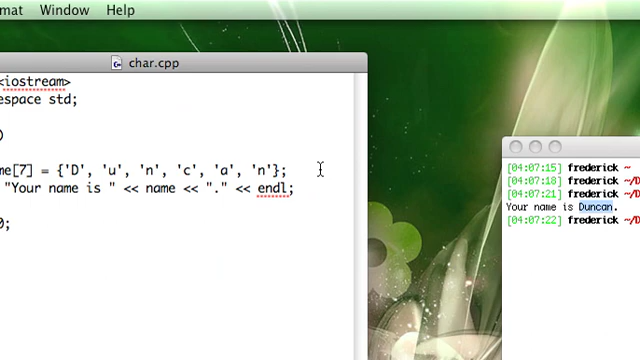 mat Window Help
char.cpp
<iostream>
espace std;
)
me[7] = {'D', 'u', 'n', 'c', 'a', 'n'};
"Your name is " << name << "." << endl;
0;
[04:07:15] frederick ~
[04:07:18] frederick ~/D
[04:07:21] frederick ~/D
Your name is Duncan.
[04:07:22] frederick ~/D